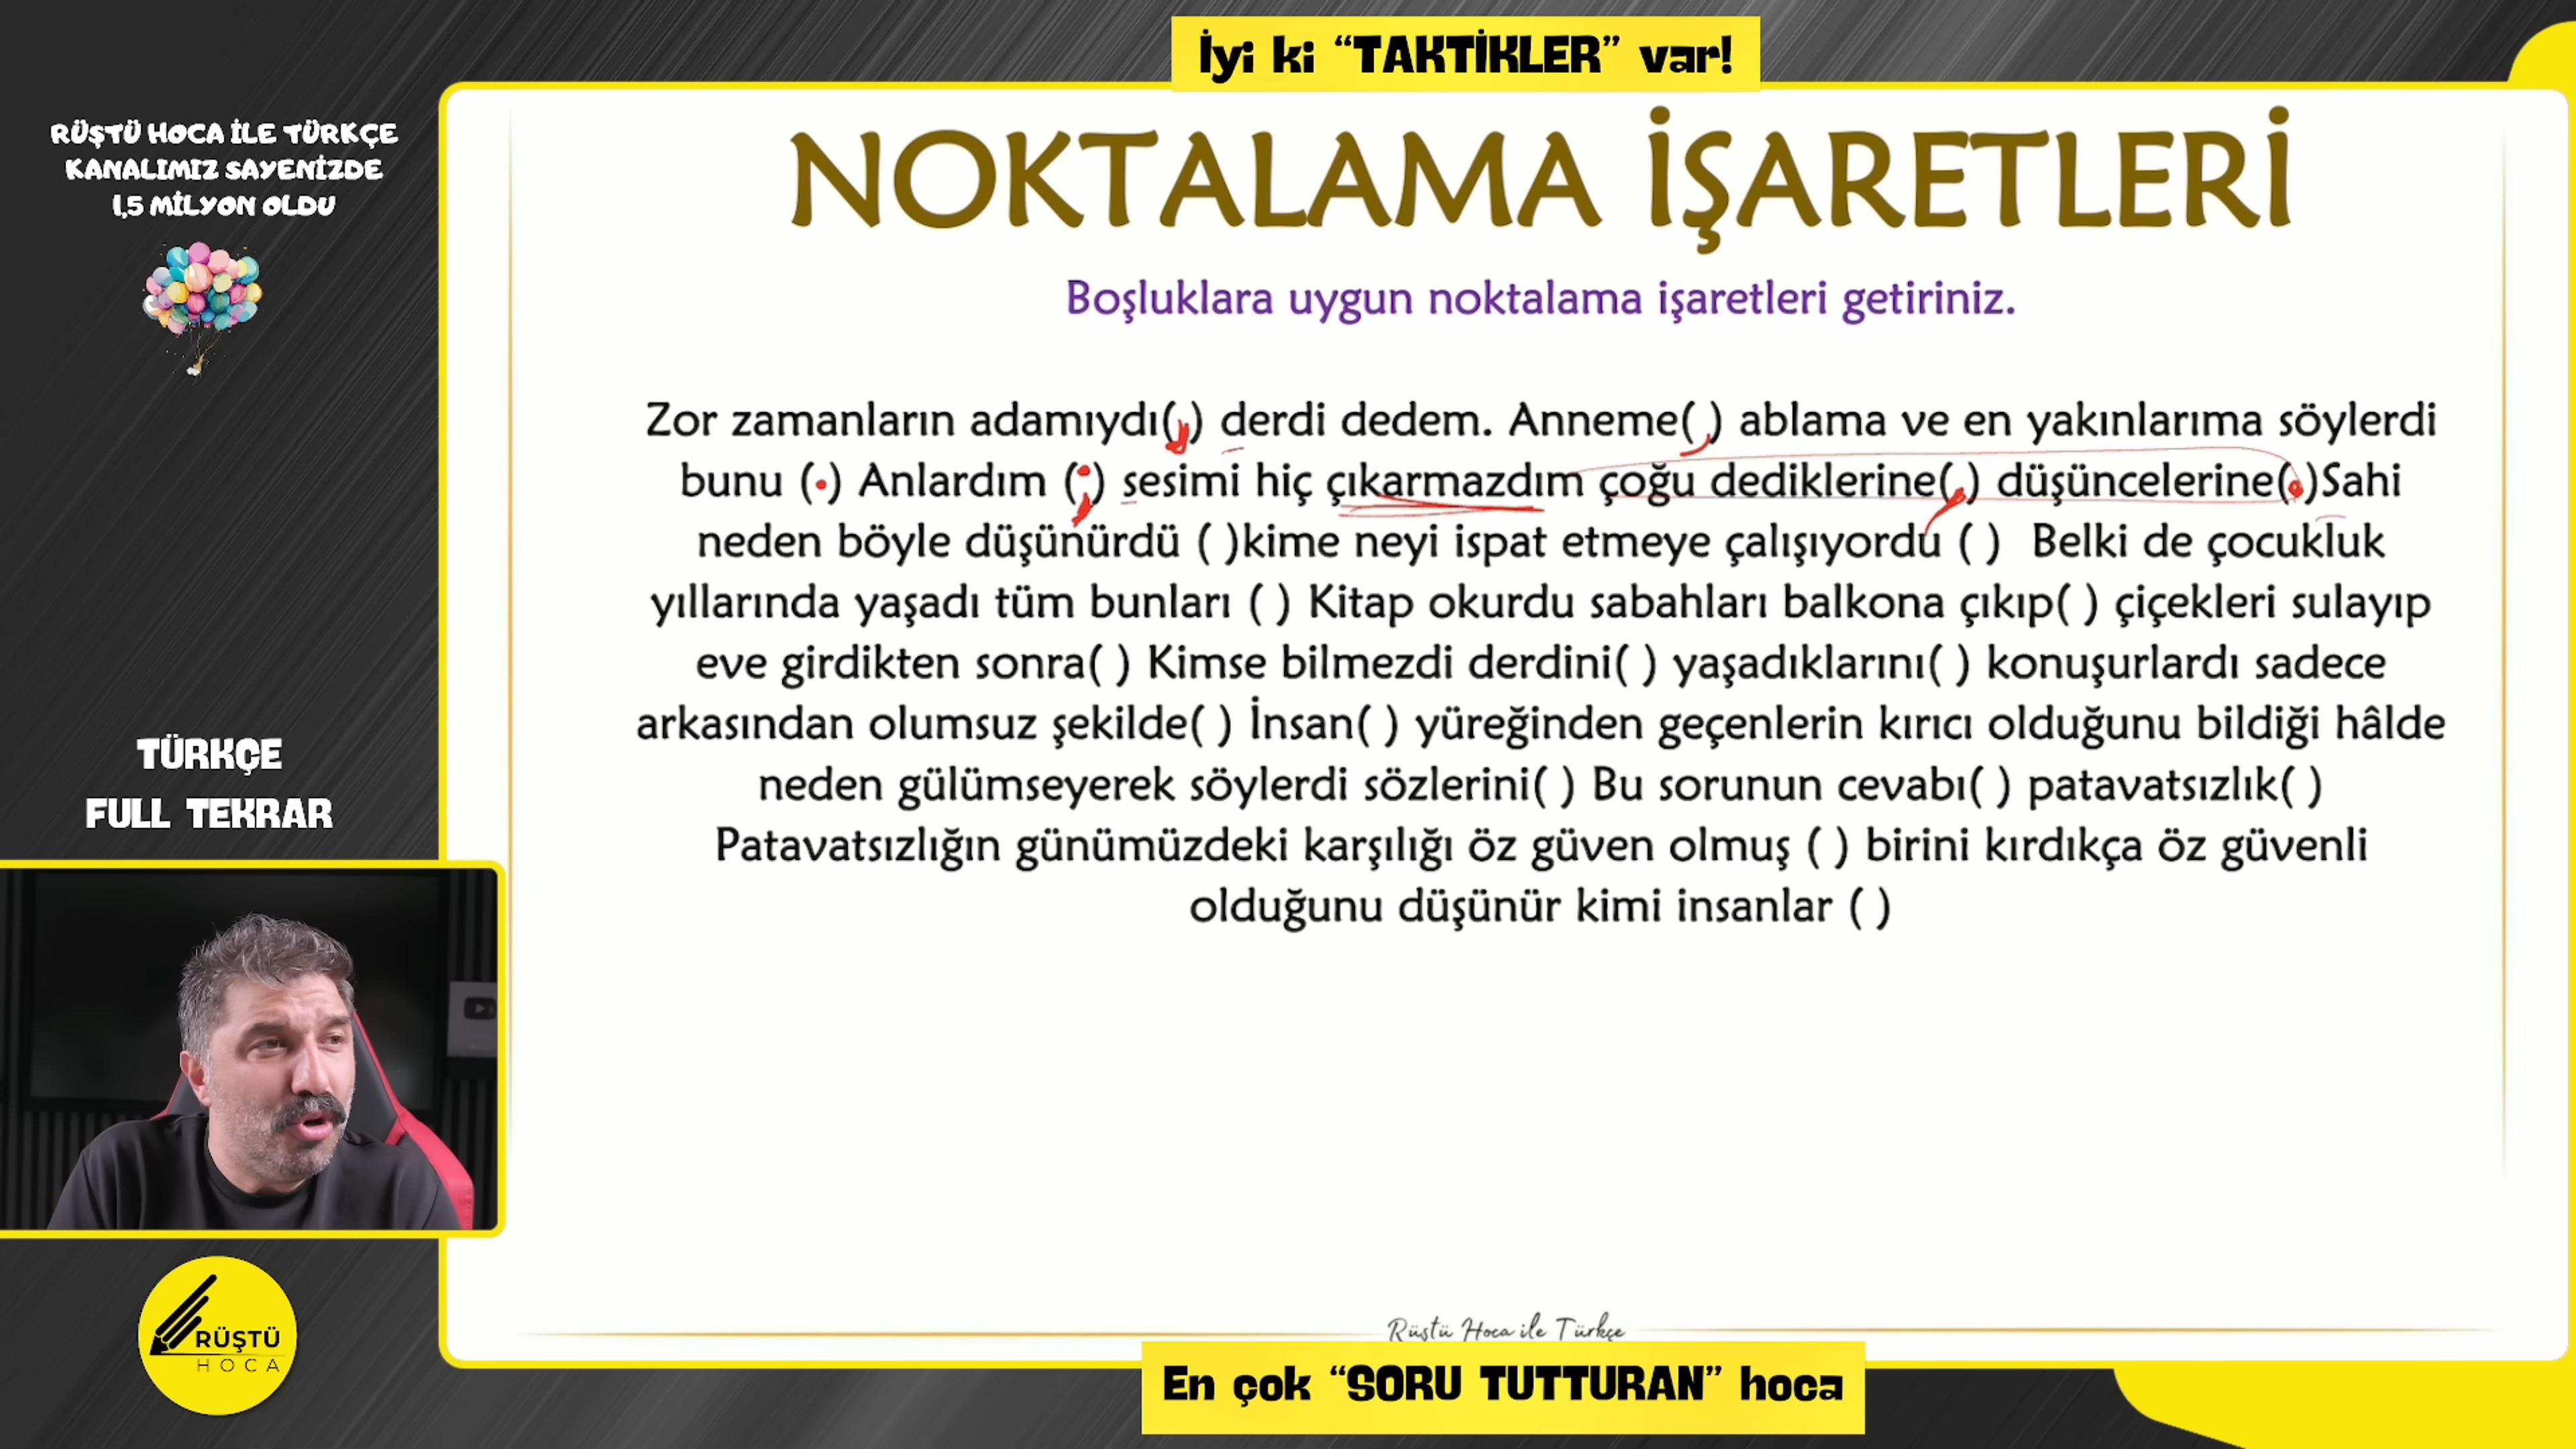 İyi ki “TAKTİKLER” var!
RÜŞTÜ HOCA İLE TÜRKÇE
KANALIMIZ SAYENİZDE
1,5 MİLYON OLDU
NOKTALAMA İŞARETLERİ
Boşluklara uygun noktalama işaretleri getiriniz.
Zor zamanların adamıydı(,) derdi dedem. Anneme(,) ablama ve en yakınlarıma söylerdi
bunu (.) Anlardım (;) sesimi hiç çıkarmazdım çoğu dediklerine(,) düşüncelerine(.)Sahi
neden böyle düşünürdü ( )kime neyi ispat etmeye çalışıyordu ( ) Belki de çocukluk
yıllarında yaşadı tüm bunları ( ) Kitap okurdu sabahları balkona çıkıp( ) çiçekleri sulayıp
eve girdikten sonra( ) Kimse bilmezdi derdini( ) yaşadıklarını( ) konuşurlardı sadece
arkasından olumsuz şekilde( ) İnsan( ) yüreğinden geçenlerin kırıcı olduğunu bildiği hâlde
neden gülümseyerek söylerdi sözlerini( ) Bu sorunun cevabı( ) patavatsızlık( )
Patavatsızlığın günümüzdeki karşılığı öz güven olmuş ( ) birini kırdıkça öz güvenli
olduğunu düşünür kimi insanlar ( )
TÜRKÇE
FULL TEKRAR
RÜŞTÜ
HOCA
Rüştü Hoca ile Türkçe
En çok “SORU TUTTURAN” hoca